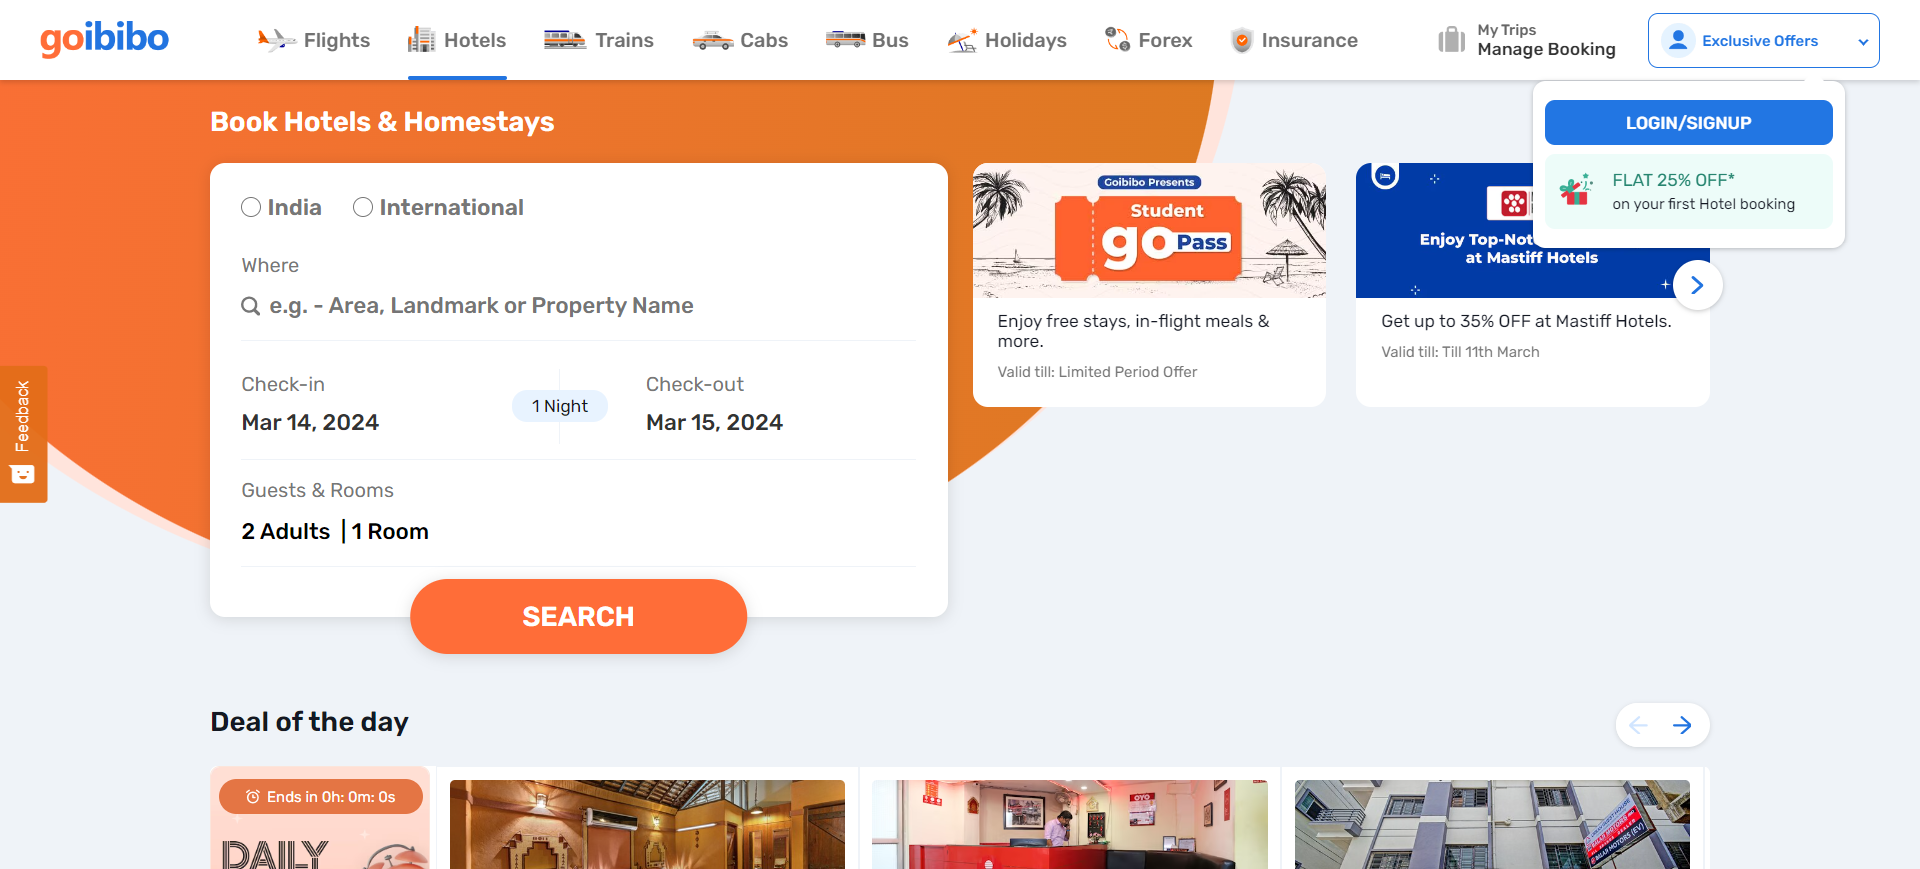 goibibo
Flights
Hotels
Trains
Cabs
Bus
Holidays
Forex
Insurance
My Trips
Manage Booking
Exclusive Offers
LOGIN/SIGNUP
FLAT 25% OFF*
on your first Hotel booking
Book Hotels & Homestays
India
International
Where
e.g. - Area, Landmark or Property Name
Check-in
Mar 14, 2024
1 Night
Check-out
Mar 15, 2024
Guests & Rooms
2 Adults | 1 Room
SEARCH
Goibibo Presents
Student
go Pass
Enjoy free stays, in-flight meals &
more.
Valid till: Limited Period Offer
Enjoy Top-Not
at Mastiff Hotels
Get up to 35% OFF at Mastiff Hotels.
Valid till: Till 11th March
Feedback
Deal of the day
Ends in 0h: 0m: 0s
DAILY
OYO